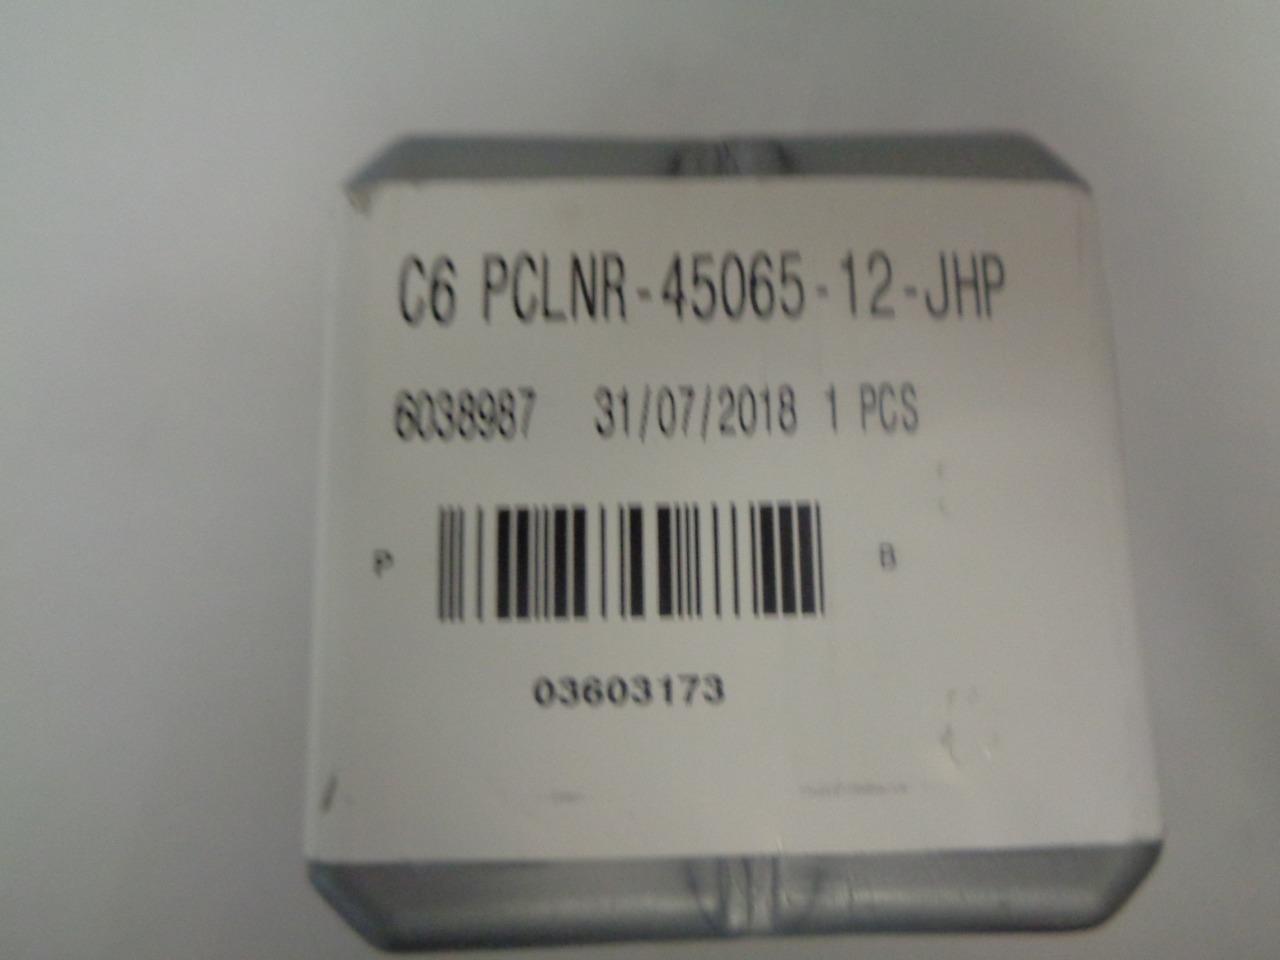 C6 PCLNR-45065-12-JHP
6038987 31/07/2018 1 PCS
P B
03603173